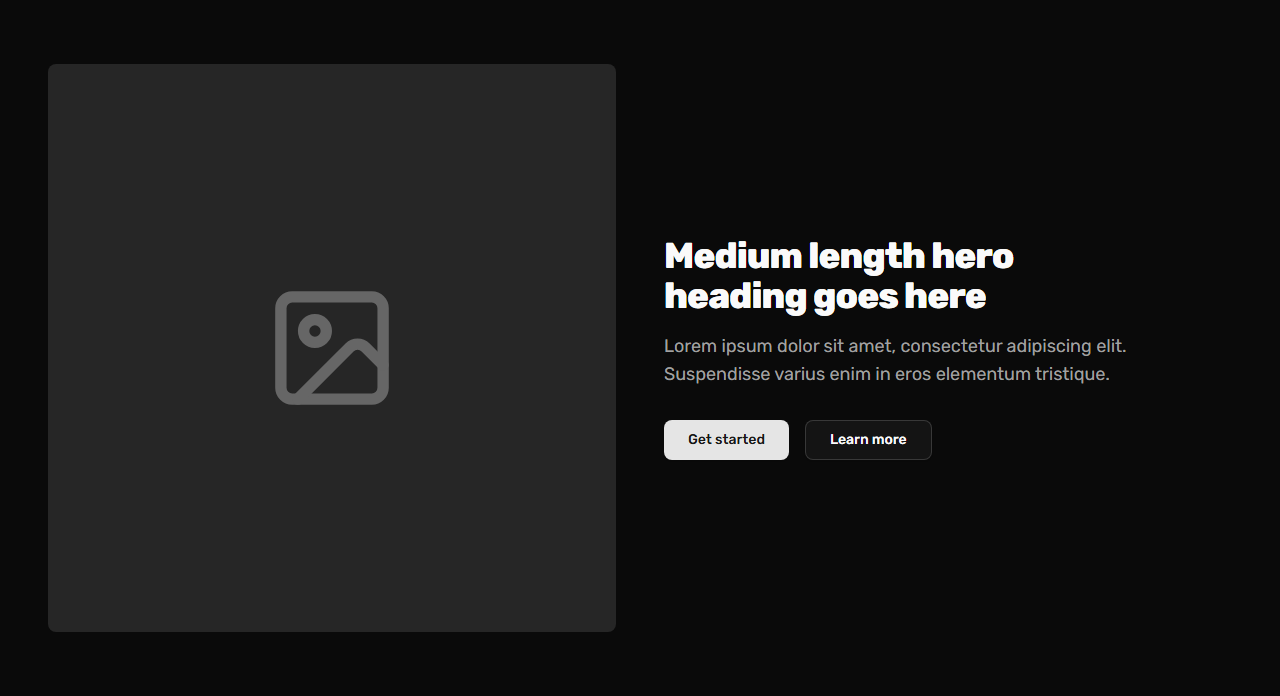 Medium length hero
heading goes here
Lorem ipsum dolor sit amet, consectetur adipiscing elit.
Suspendisse varius enim in eros elementum tristique.
Get started
Learn more